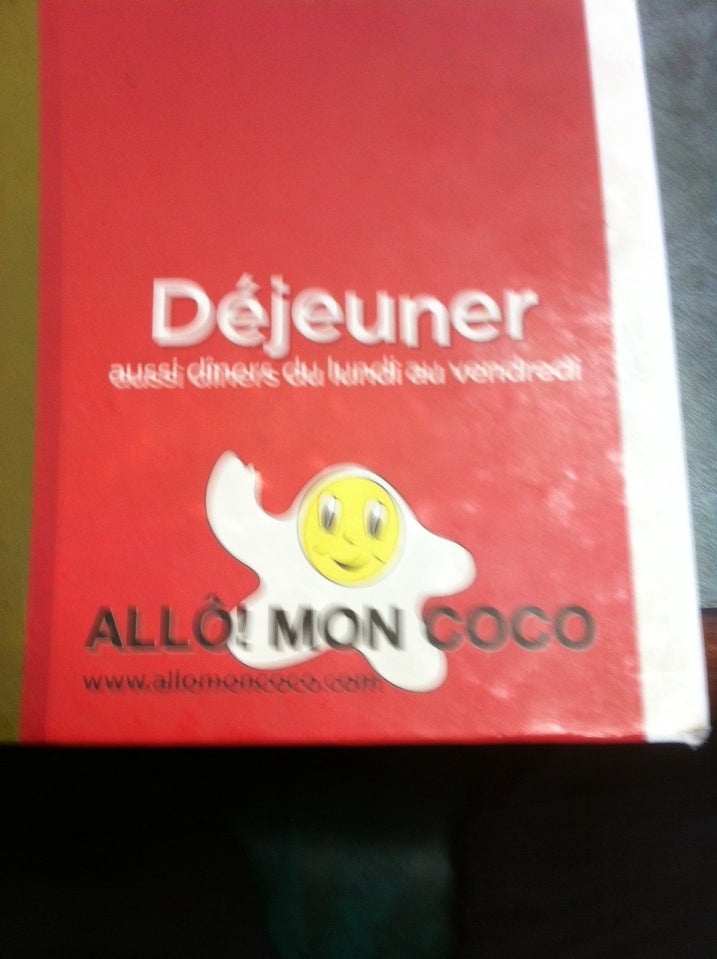 Déjeuner
aussi dîners du lundi au vendredi
ALLÔ! MON COCO
www.allomoncoco.com